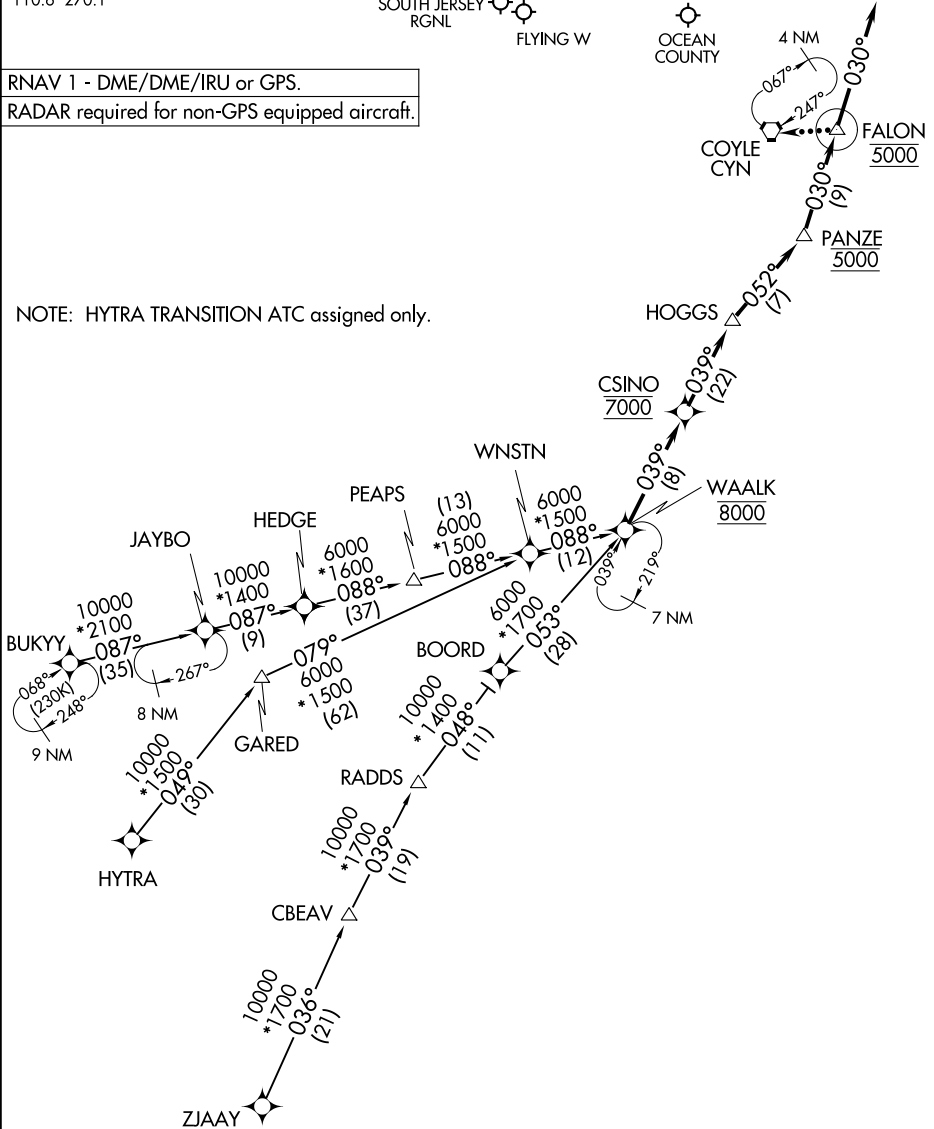 SOUTH JERSEY
RGNL
FLYING W
OCEAN
COUNTY
4 NM
067°
247°
030°
RNAV 1 - DME/DME/IRU or GPS.
RADAR required for non-GPS equipped aircraft.
COYLE
CYN
FALON
5000
030°
(9)
PANZE
5000
NOTE: HYTRA TRANSITION ATC assigned only.
052°
(7)
HOGGS
CSINO
7000
039°
(22)
039°
(8)
WAALK
8000
039°
219°
7 NM
WNSTN
6000
*1500
088°
(12)
PEAPS
(13)
6000
*1500
088°
HEDGE
6000
*1600
088°
(37)
JAYBO
10000
*1400
087°
(9)
267°
8 NM
BUKYY
10000
*2100
087°
(35)
068°
(230K)
248°
9 NM
079°
6000
*1500
(62)
GARED
10000
*1500
049°
(30)
HYTRA
6000
*1700
053°
(28)
BOORD
10000
*1400
048°
(11)
RADDS
10000
*1700
039°
(19)
CBEAV
10000
*1700
036°
(21)
ZJAAY